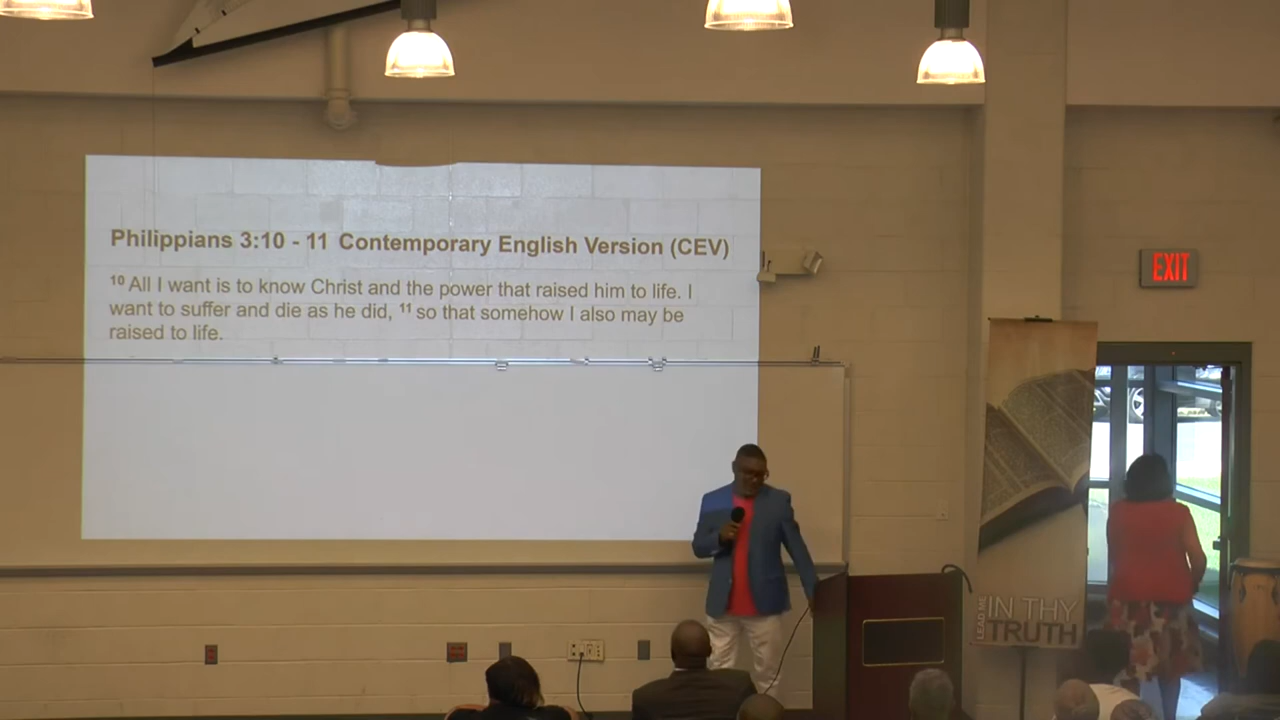 Philippians 3:10 - 11 Contemporary English Version (CEV)
10 All I want is to know Christ and the power that raised him to life. I
want to suffer and die as he did, 11 so that somehow I also may be
raised to life.
EXIT
LEAD ME
IN THY
TRUTH